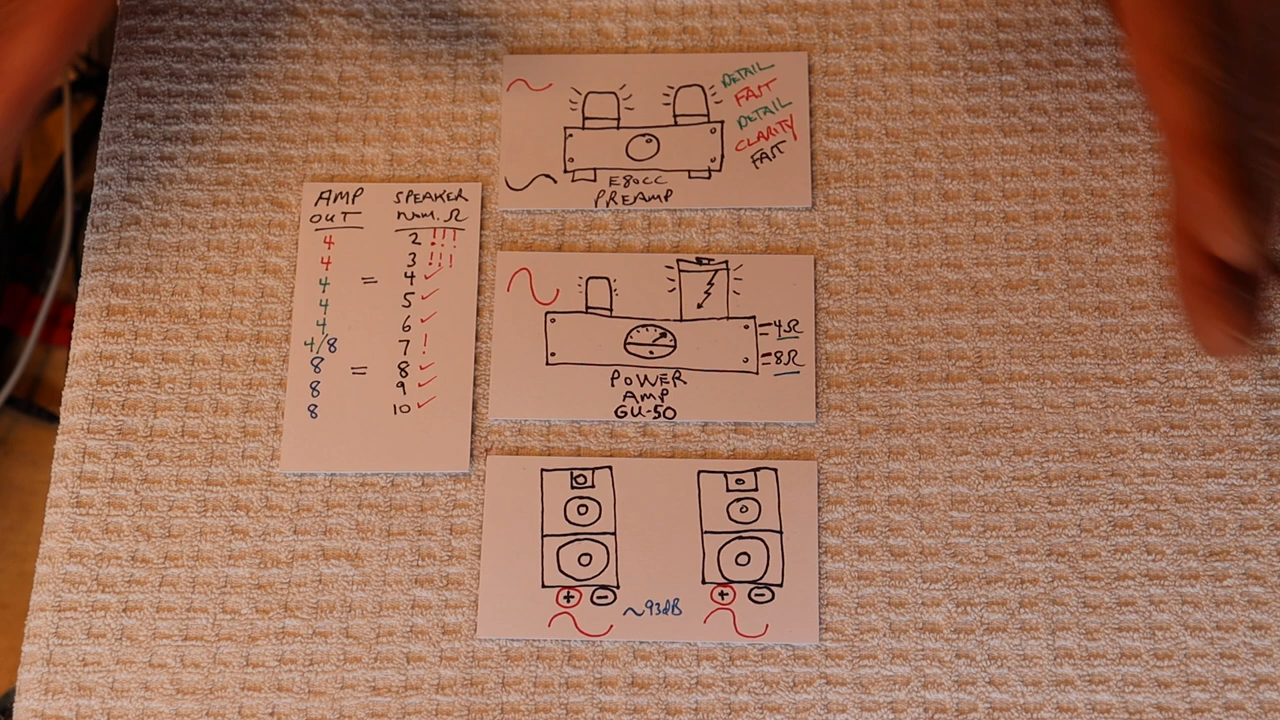 AMP OUT
SPEAKER NOM. Ω
4 2 !!!
4 3 !!!
4 = 4 ✓
4 5 ✓
4 6 ✓
4/8 7 !
8 = 8 ✓
8 9 ✓
8 10 ✓
DETAIL
FAST
DETAIL
CLARITY
FAST
E80CC
PREAMP
4Ω
8Ω
POWER
AMP
GU-50
+ − ~93dB + −